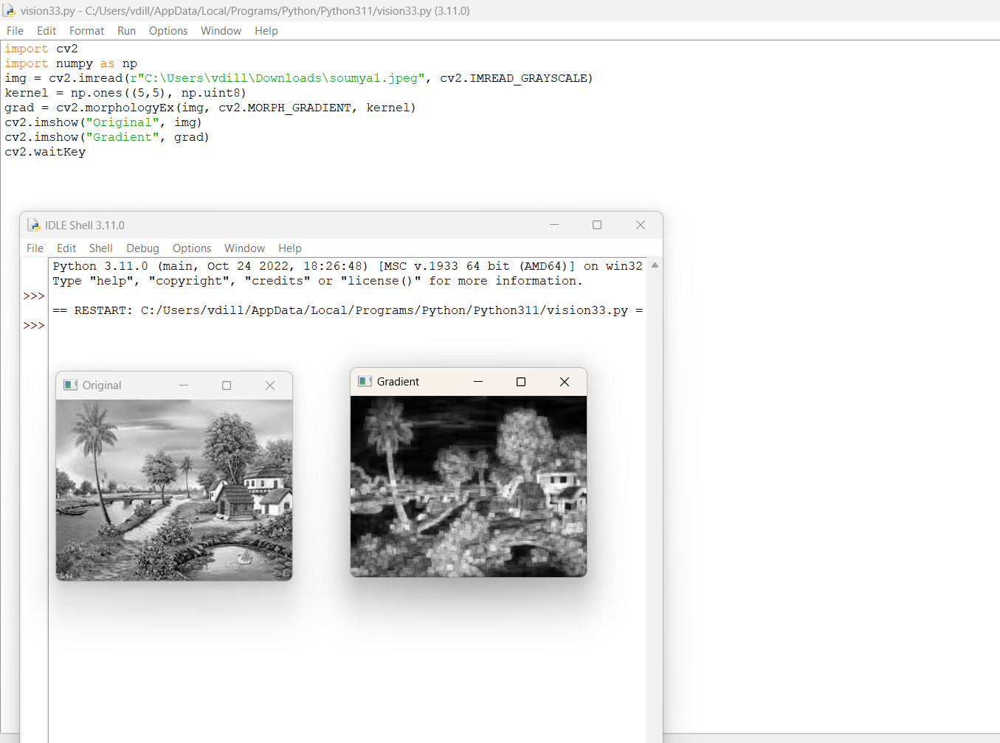 vision33.py - C:/Users/vdill/AppData/Local/Programs/Python/Python311/vision33.py (3.11.0)
File Edit Format Run Options Window Help
import cv2
import numpy as np
img = cv2.imread(r"C:\Users\vdill\Downloads\soumya1.jpeg", cv2.IMREAD_GRAYSCALE)
kernel = np.ones((5,5), np.uint8)
grad = cv2.morphologyEx(img, cv2.MORPH_GRADIENT, kernel)
cv2.imshow("Original", img)
cv2.imshow("Gradient", grad)
cv2.waitKey
IDLE Shell 3.11.0
File Edit Shell Debug Options Window Help
Python 3.11.0 (main, Oct 24 2022, 18:26:48) [MSC v.1933 64 bit (AMD64)] on win32
Type "help", "copyright", "credits" or "license()" for more information.
>>>
== RESTART: C:/Users/vdill/AppData/Local/Programs/Python/Python311/vision33.py =
>>>
Original
Gradient